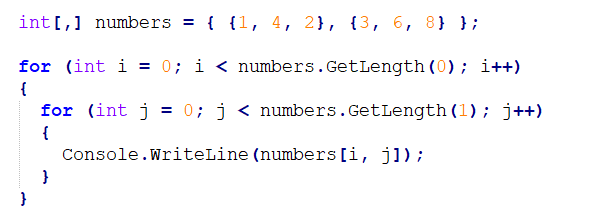 int[,] numbers = { {1, 4, 2}, {3, 6, 8} };
for (int i = 0; i < numbers.GetLength(0); i++)
{
for (int j = 0; j < numbers.GetLength(1); j++)
{
Console.WriteLine(numbers[i, j]);
}
}